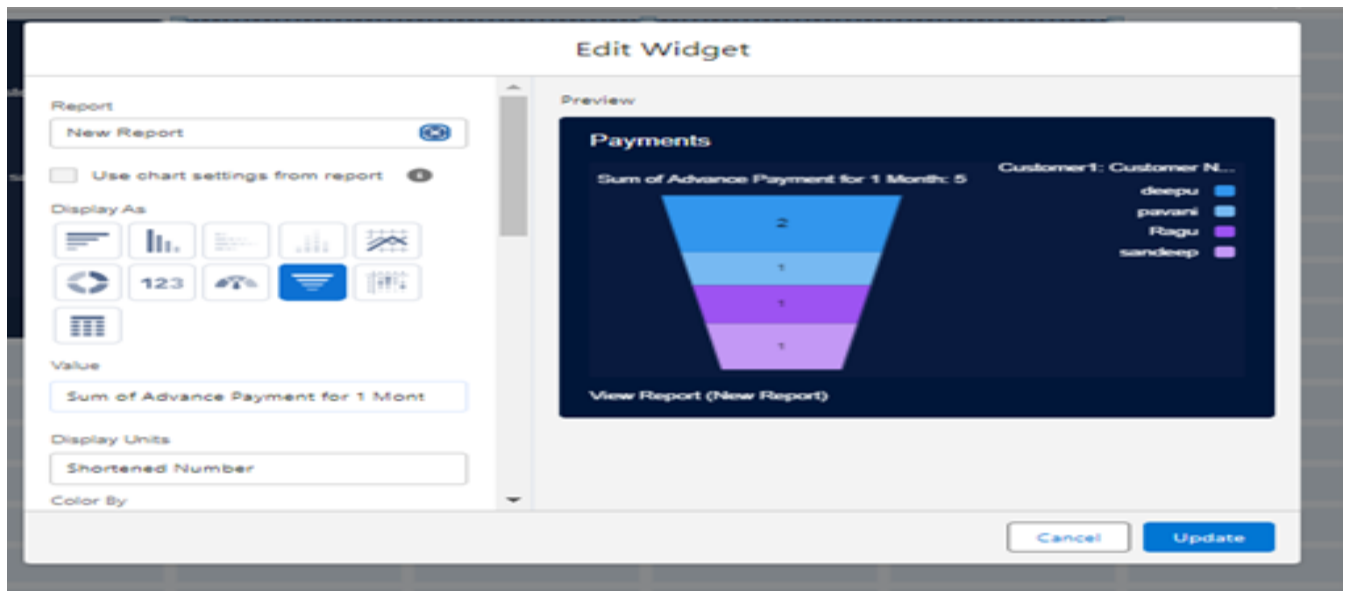 Edit Widget
Report
New Report
Use chart settings from report
Display As
123
Value
Sum of Advance Payment for 1 Mont
Display Units
Shortened Number
Color By
Preview
Payments
Sum of Advance Payment for 1 Month: 5
Customer1: Customer N...
deepu
pavani
Ragu
sandeep
2
1
1
1
View Report (New Report)
Cancel
Update